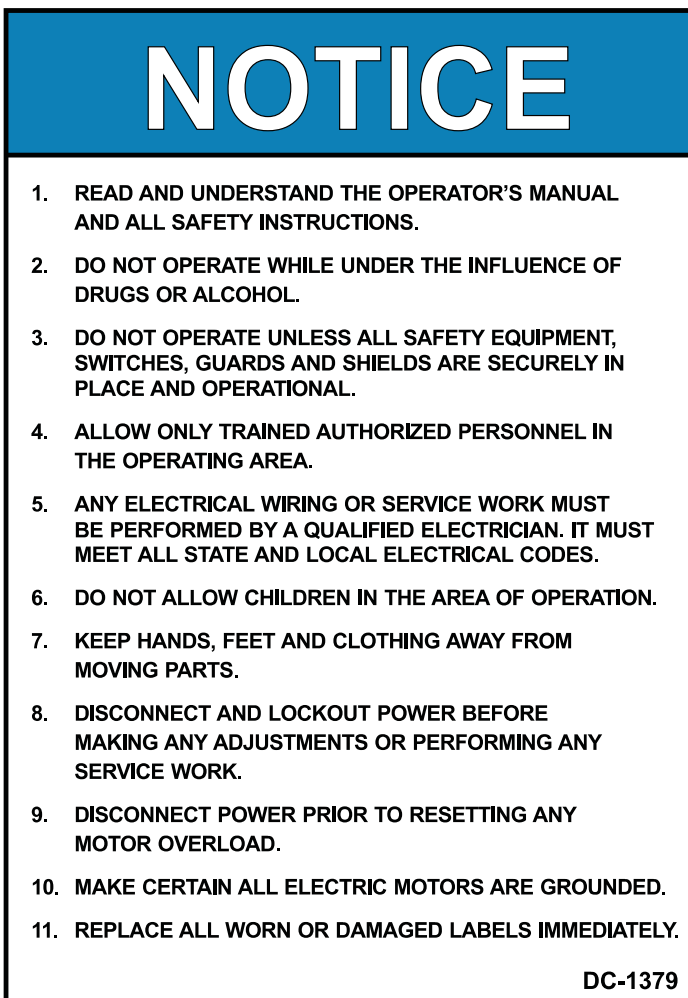 NOTICE
1. READ AND UNDERSTAND THE OPERATOR'S MANUAL
AND ALL SAFETY INSTRUCTIONS.
2. DO NOT OPERATE WHILE UNDER THE INFLUENCE OF
DRUGS OR ALCOHOL.
3. DO NOT OPERATE UNLESS ALL SAFETY EQUIPMENT,
SWITCHES, GUARDS AND SHIELDS ARE SECURELY IN
PLACE AND OPERATIONAL.
4. ALLOW ONLY TRAINED AUTHORIZED PERSONNEL IN
THE OPERATING AREA.
5. ANY ELECTRICAL WIRING OR SERVICE WORK MUST
BE PERFORMED BY A QUALIFIED ELECTRICIAN. IT MUST
MEET ALL STATE AND LOCAL ELECTRICAL CODES.
6. DO NOT ALLOW CHILDREN IN THE AREA OF OPERATION.
7. KEEP HANDS, FEET AND CLOTHING AWAY FROM
MOVING PARTS.
8. DISCONNECT AND LOCKOUT POWER BEFORE
MAKING ANY ADJUSTMENTS OR PERFORMING ANY
SERVICE WORK.
9. DISCONNECT POWER PRIOR TO RESETTING ANY
MOTOR OVERLOAD.
10. MAKE CERTAIN ALL ELECTRIC MOTORS ARE GROUNDED.
11. REPLACE ALL WORN OR DAMAGED LABELS IMMEDIATELY.
DC-1379